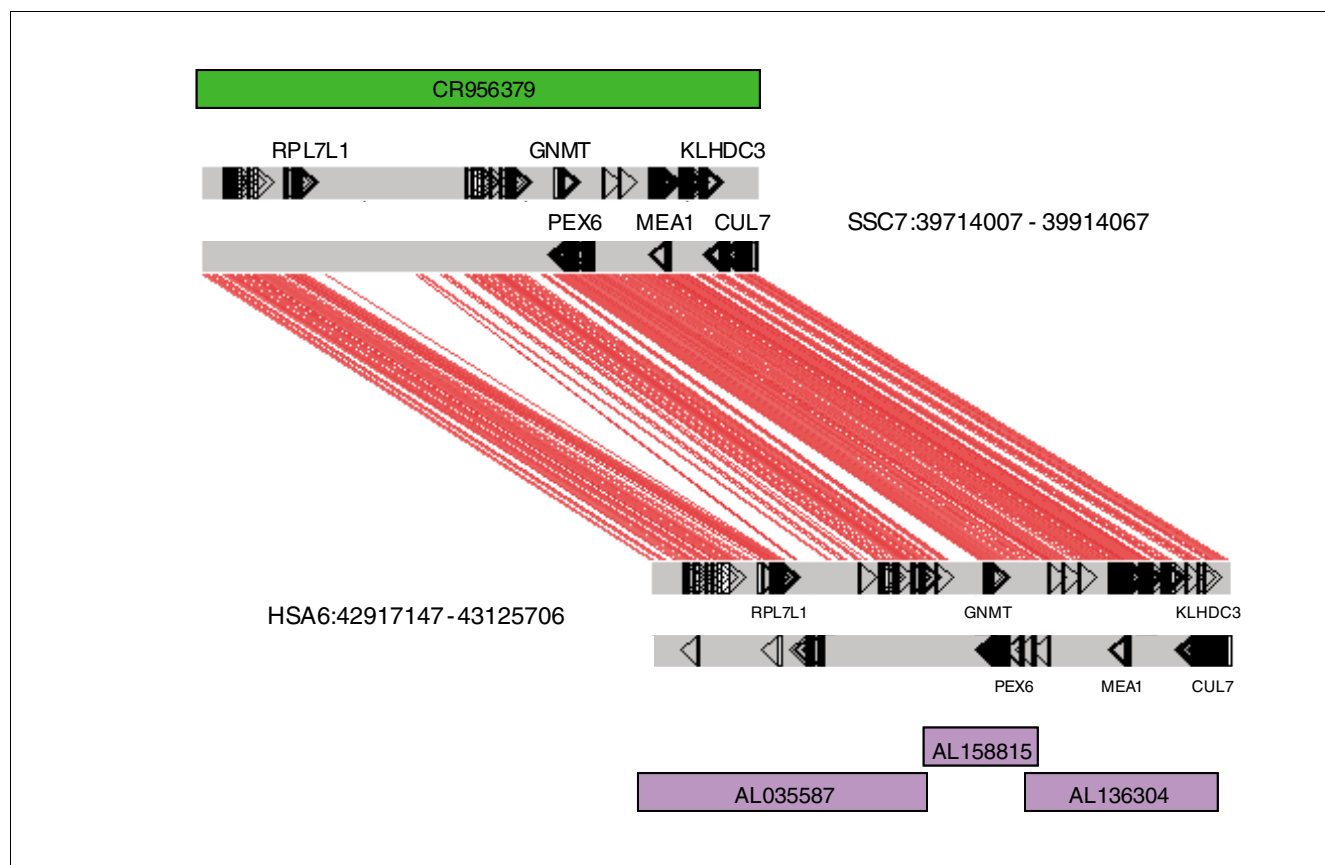 CR956379
RPL7L1 GNMT KLHDC3
PEX6 MEA1 CUL7
SSC7:39714007 - 39914067
HSA6:42917147 - 43125706
RPL7L1 GNMT KLHDC3
PEX6 MEA1 CUL7
AL158815
AL035587 AL136304